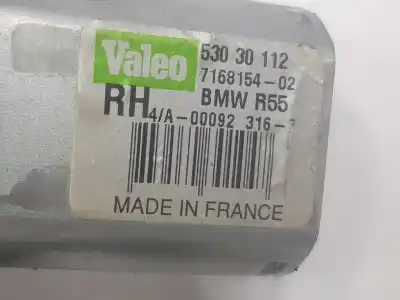 Valeo 530 30 112
7168154-02
RH BMW R55
4/A-00092 316-
MADE IN FRANCE